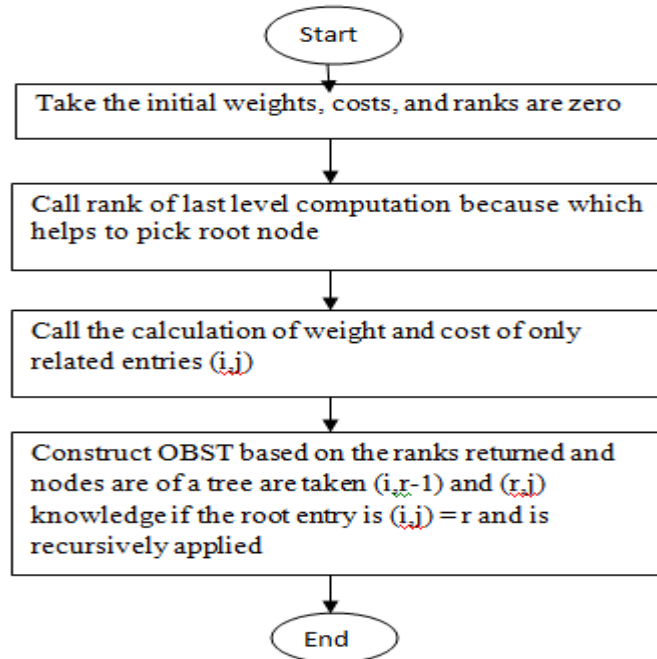 Start
Take the initial weights, costs, and ranks are zero
Call rank of last level computation because which
helps to pick root node
Call the calculation of weight and cost of only
related entries (i,j)
Construct OBST based on the ranks returned and
nodes are of a tree are taken (i,r-1) and (r,j)
knowledge if the root entry is (i,j) =r and is
recursively applied
End